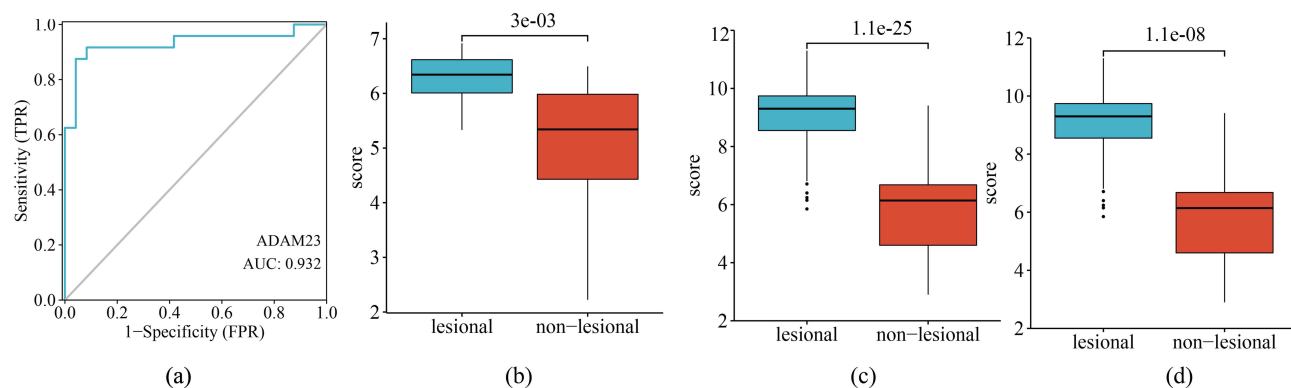 1.0
0.8
0.6
0.4
0.2
0.0
Sensitivity (TPR)
ADAM23
AUC: 0.932
0.0 0.2 0.4 0.6 0.8 1.0
1−Specificity (FPR)
(a)
3e-03
7
6
5
4
3
2
score
lesional non−lesional
(b)
1.1e-25
12
10
8
6
4
2
score
lesional non−lesional
(c)
1.1e-08
12
10
8
6
4
2
score
lesional non−lesional
(d)